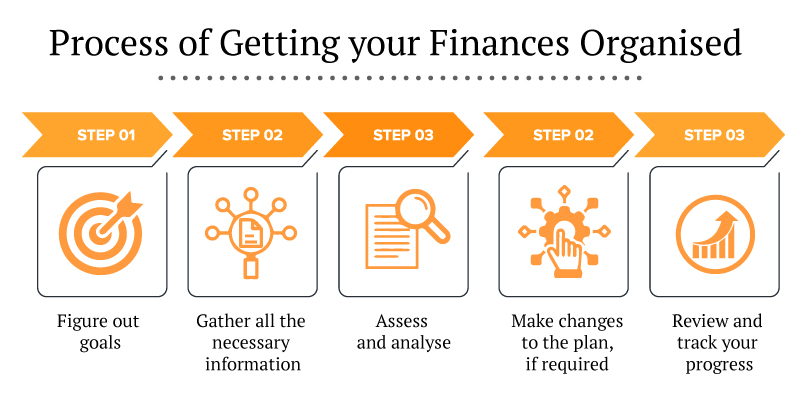 Process of Getting your Finances Organised
STEP 01
STEP 02
STEP 03
STEP 02
STEP 03
Figure out
goals
Gather all the
necessary
information
Assess
and analyse
Make changes
to the plan,
if required
Review and
track your
progress